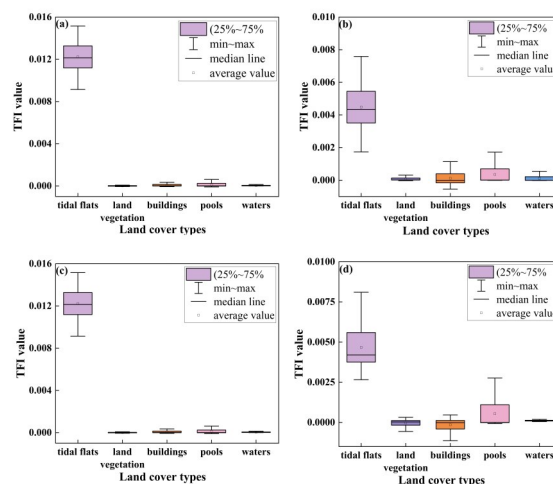 (a)
(25%~75%
min~max
median line
average value
0.016
0.012
0.008
0.004
0.000
TFI value
tidal flats land vegetation buildings pools waters
Land cover types
(b)
(25%~75%
min~max
median line
average value
0.010
0.008
0.006
0.004
0.002
0.000
TFI value
tidal flats land vegetation buildings pools waters
Land cover types
(c)
(25%~75%
min~max
median line
average value
0.016
0.012
0.008
0.004
0.000
TFI value
tidal flats land vegetation buildings pools waters
Land cover types
(d)
(25%~75%
min~max
median line
average value
0.0100
0.0075
0.0050
0.0025
0.0000
TFI value
tidal flats land vegetation buildings pools waters
Land cover types